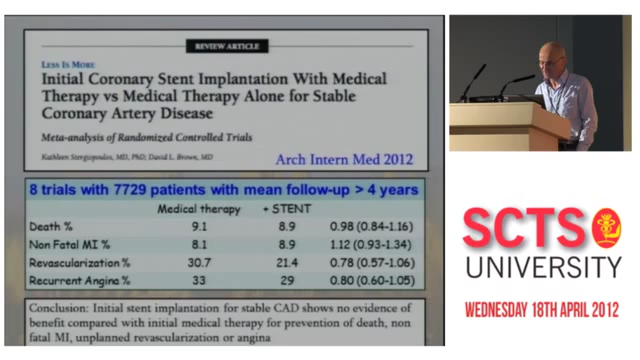 REVIEW ARTICLE
LESS IS MORE
Initial Coronary Stent Implantation With Medical
Therapy vs Medical Therapy Alone for Stable
Coronary Artery Disease
Meta-analysis of Randomized Controlled Trials
Kathleen Stergiopoulos, MD, PhD; David L. Brown, MD
Arch Intern Med 2012
8 trials with 7729 patients with mean follow-up > 4 years
Medical therapy + STENT
Death % 9.1 8.9 0.98 (0.84-1.16)
Non Fatal MI % 8.1 8.9 1.12 (0.93-1.34)
Revascularization % 30.7 21.4 0.78 (0.57-1.06)
Recurrent Angina % 33 29 0.80 (0.60-1.05)
Conclusion: Initial stent implantation for stable CAD shows no evidence of
benefit compared with initial medical therapy for prevention of death, non
fatal MI, unplanned revascularization or angina
SCTS
UNIVERSITY
WEDNESDAY 18TH APRIL 2012